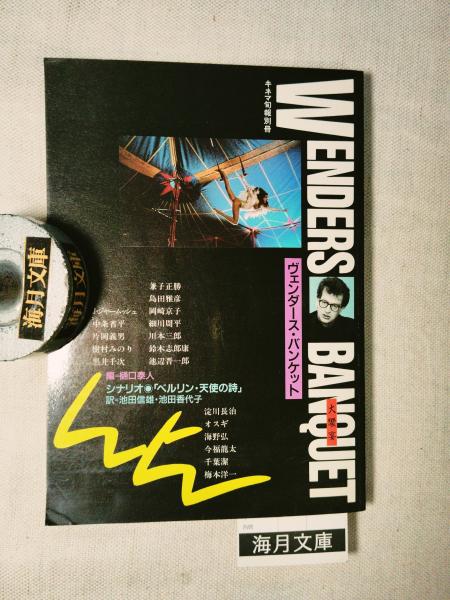 キネマ旬報別冊
WENDERS BANQUET
ヴェンダース・バンケット
大饗宴
兼子正勝
島田雅彦
岡崎京子
細川周平
川本三郎
鈴木志郎康
池辺晋一郎
J・ジャームッシュ
中条省平
片岡義男
樹村みのり
黒井千次
編=樋口泰人
シナリオ●「ベルリン・天使の詩」
訳=池田信雄・池田香代子
淀川長治
オスギ
海野弘
今福龍太
千葉潔
梅本洋一
海月文庫
海月文庫